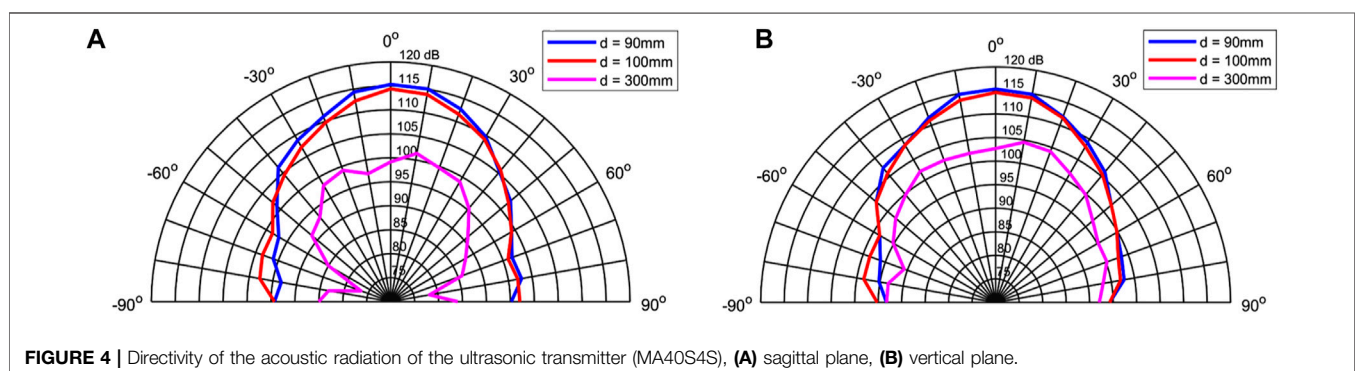 A
0°
-30°
30°
-60°
60°
-90°
90°
120 dB
115
110
105
100
95
90
85
80
75
d = 90mm
d = 100mm
d = 300mm
B
0°
-30°
30°
-60°
60°
-90°
90°
120 dB
115
110
105
100
95
90
85
80
75
d = 90mm
d = 100mm
d = 300mm
FIGURE 4 | Directivity of the acoustic radiation of the ultrasonic transmitter (MA40S4S), (A) sagittal plane, (B) vertical plane.